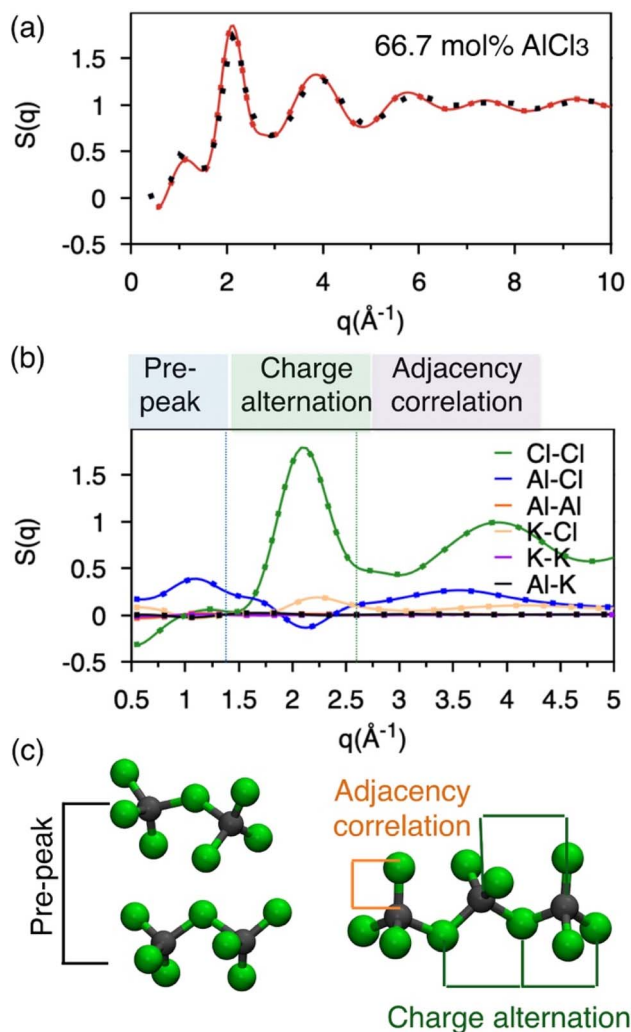 (a)
66.7 mol% AlCl3
S(q)
1.5
1
0.5
0
-0.5
0 2 4 6 8 10
q(Å-1)
(b)
Pre-
peak
Charge
alternation
Adjacency
correlation
S(q)
1.5
1
0.5
0
-0.5
Cl-Cl
Al-Cl
Al-Al
K-Cl
K-K
Al-K
0.5 1 1.5 2 2.5 3 3.5 4 4.5 5
q(Å-1)
(c)
Pre-peak
Adjacency
correlation
Charge alternation